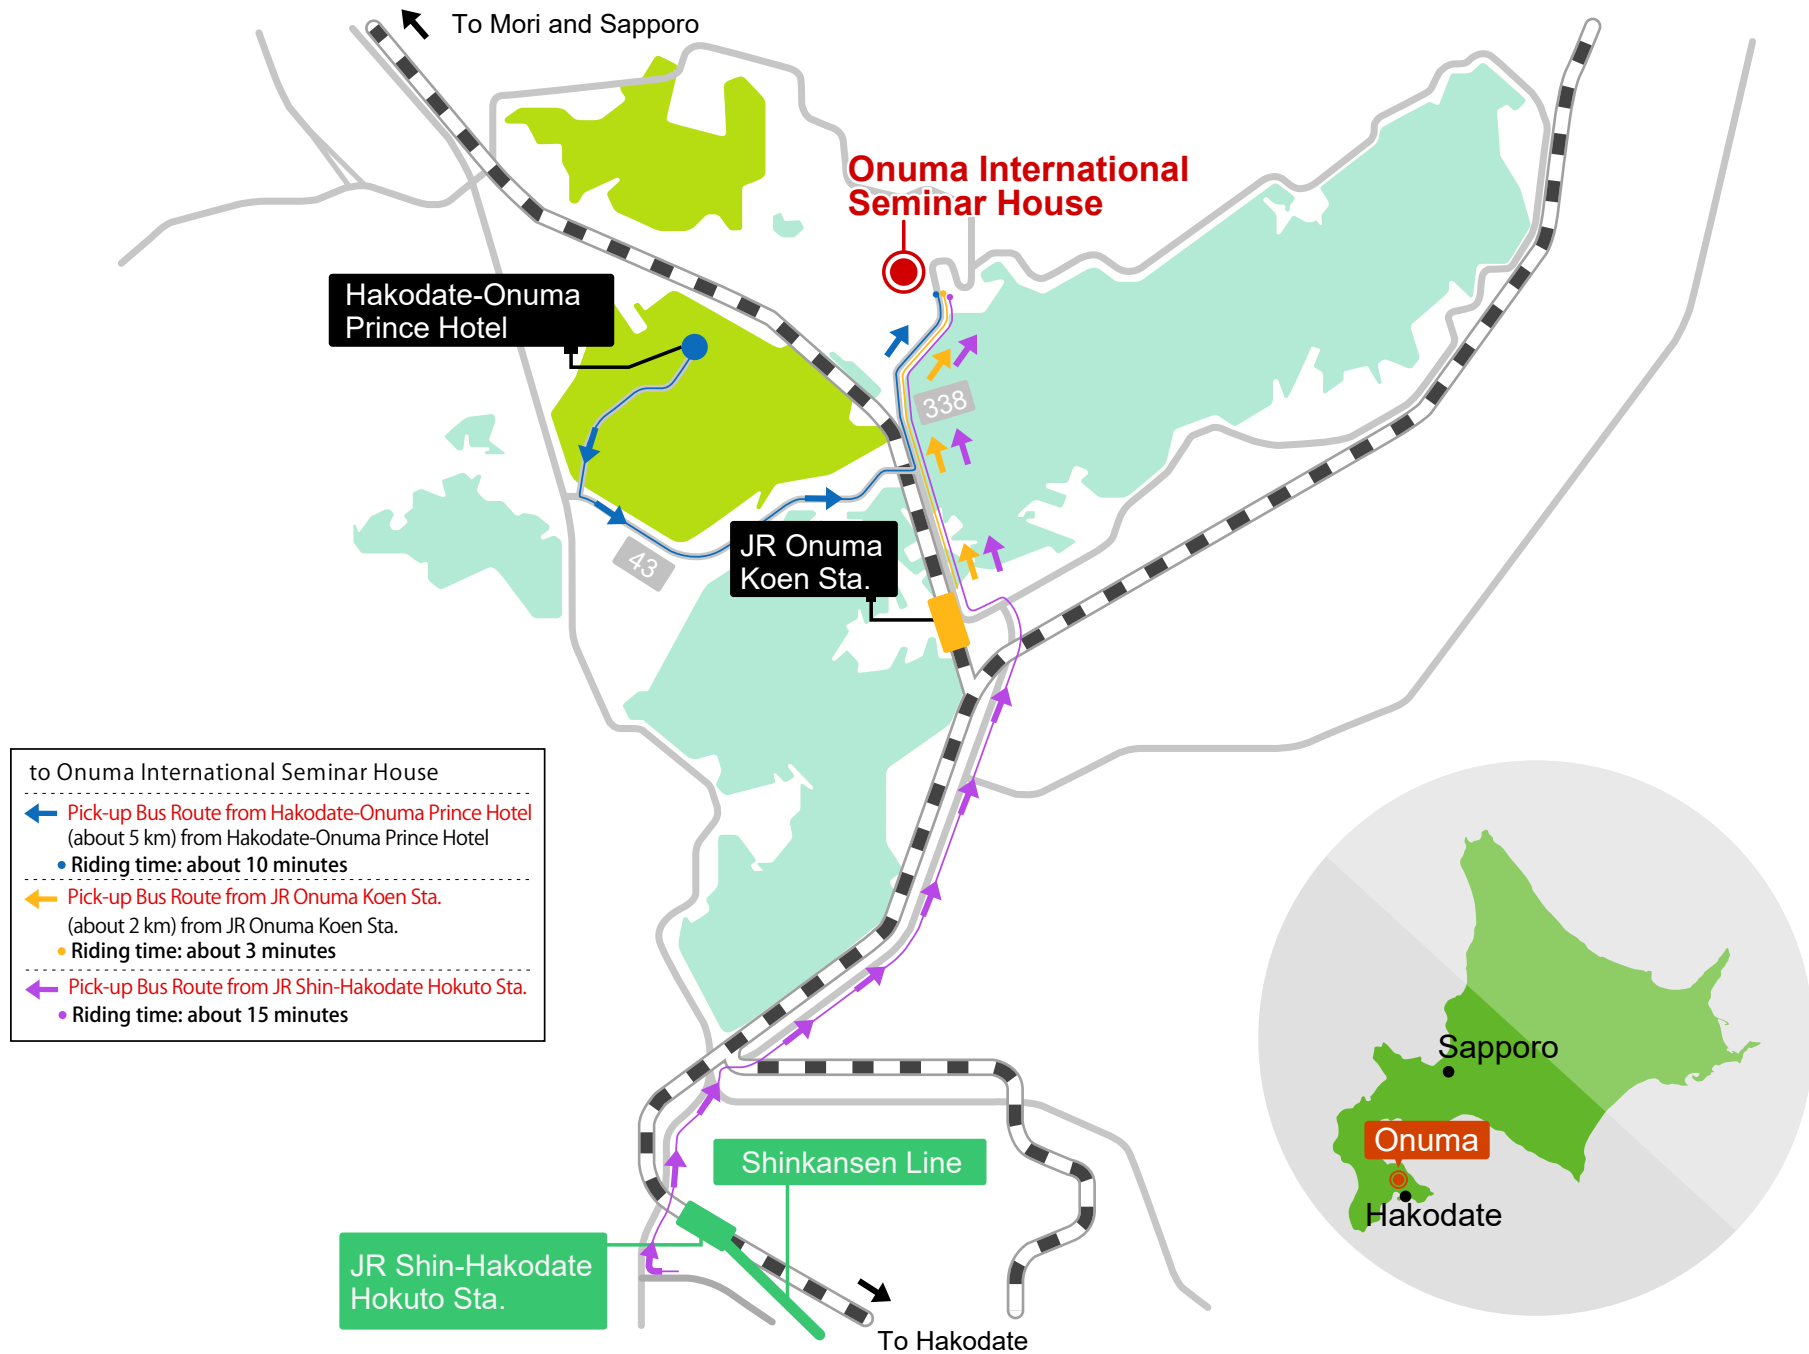 To Mori and Sapporo
Onuma International
Seminar House
Hakodate-Onuma
Prince Hotel
338
JR Onuma
Koen Sta.
43
to Onuma International Seminar House
Pick-up Bus Route from Hakodate-Onuma Prince Hotel
(about 5 km) from Hakodate-Onuma Prince Hotel
• Riding time: about 10 minutes
Pick-up Bus Route from JR Onuma Koen Sta.
(about 2 km) from JR Onuma Koen Sta.
• Riding time: about 3 minutes
Pick-up Bus Route from JR Shin-Hakodate Hokuto Sta.
• Riding time: about 15 minutes
Sapporo
Onuma
Hakodate
Shinkansen Line
JR Shin-Hakodate
Hokuto Sta.
To Hakodate